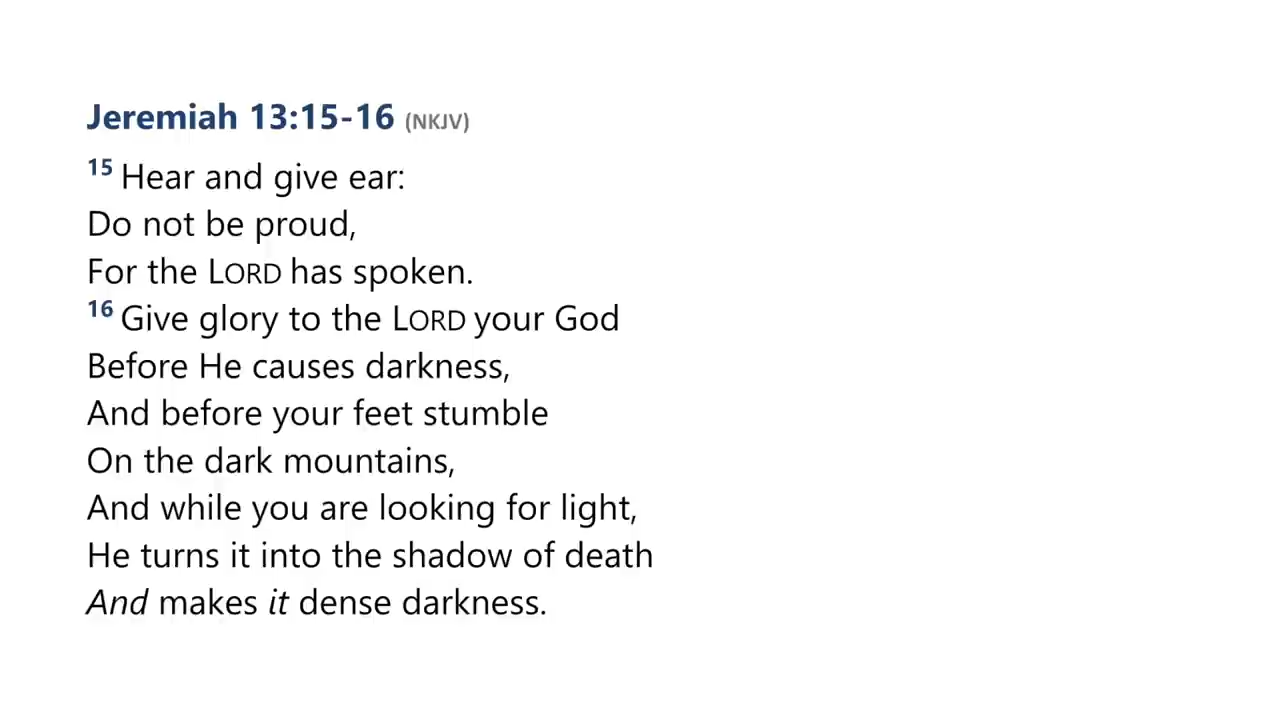 Jeremiah 13:15-16 (NKJV)
15 Hear and give ear:
Do not be proud,
For the LORD has spoken.
16 Give glory to the LORD your God
Before He causes darkness,
And before your feet stumble
On the dark mountains,
And while you are looking for light,
He turns it into the shadow of death
And makes it dense darkness.